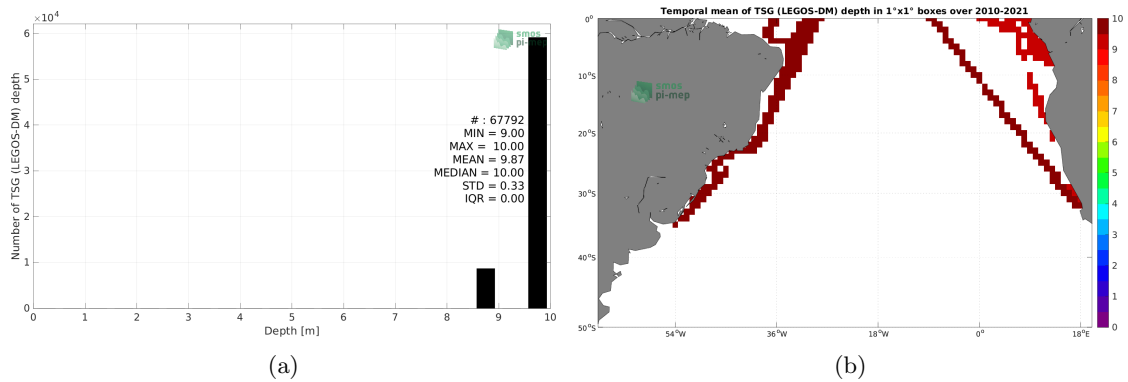 ×10⁴
6
5
4
3
2
1
0
Number of TSG (LEGOS-DM) depth
smos
pi-mep
# : 67792
MIN = 9.00
MAX = 10.00
MEAN = 9.87
MEDIAN = 10.00
STD = 0.33
IQR = 0.00
0 1 2 3 4 5 6 7 8 9 10
Depth [m]
(a)
Temporal mean of TSG (LEGOS-DM) depth in 1°x1° boxes over 2010-2021
0°
10°S
20°S
30°S
40°S
50°S
smos
pi-mep
54°W 36°W 18°W 0° 18°E
10
9
8
7
6
5
4
3
2
1
0
(b)